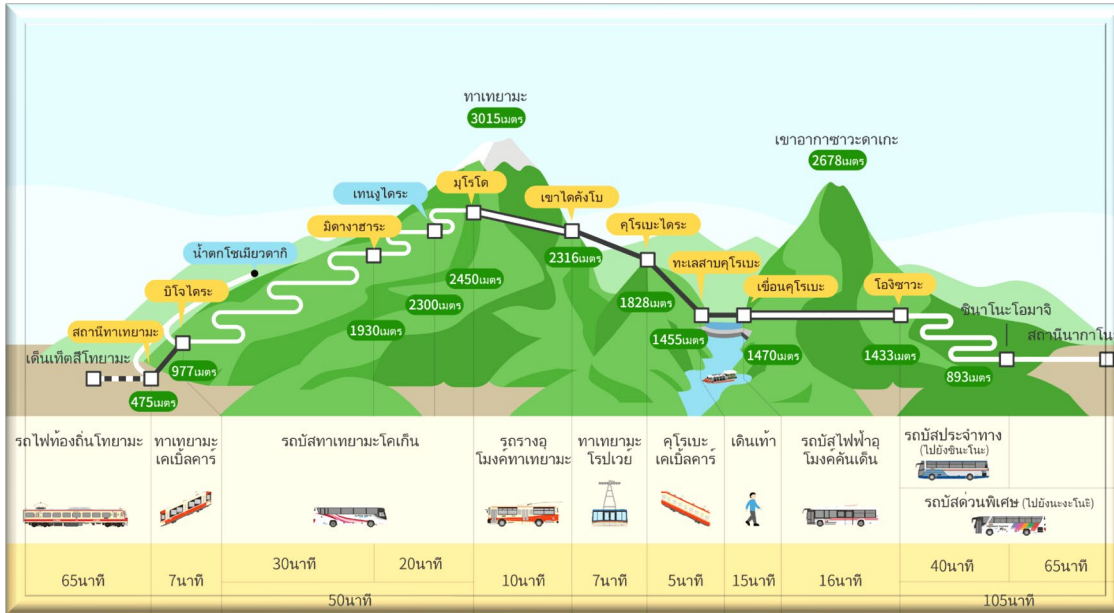 ทาเทยามะ
3015เมตร
เขาอากาซาวะดาเกะ
2678เมตร
เทนงูไดระ
มุโรโด
เขาไดคังโบ
มิดางาฮาระ
คุโรเบะไดระ
น้ำตกโชเมียวดากิ
2316เมตร
ทะเลสาบคุโรเบะ
2450เมตร
เขื่อนคุโรเบะ
โองิซาวะ
บิโจไดระ
2300เมตร
1828เมตร
ชินาโนะโอมาจิ
สถานีทาเทยามะ
1930เมตร
1455เมตร
สถานีนากาโน
เด็นเท็ตสึโทยามะ
977เมตร
1470เมตร
1433เมตร
893เมตร
475เมตร
รถไฟท้องถิ่นโทยามะ
ทาเทยามะ
เคเบิ้ลคาร์
รถบัสทาเทยามะโคเก็น
รถรางอุ
โมงค์ทาเทยามะ
ทาเทยามะ
โรปเวย์
คุโรเบะ
เคเบิ้ลคาร์
เดินเท้า
รถบัสไฟฟ้าอุ
โมงค์คันเด็น
รถบัสประจำทาง
(ไปยังชินะโนะ)
รถบัสด่วนพิเศษ (ไปยังนะงะโนะ)
65นาที
7นาที
30นาที
20นาที
50นาที
10นาที
7นาที
5นาที
15นาที
16นาที
40นาที
65นาที
105นาที